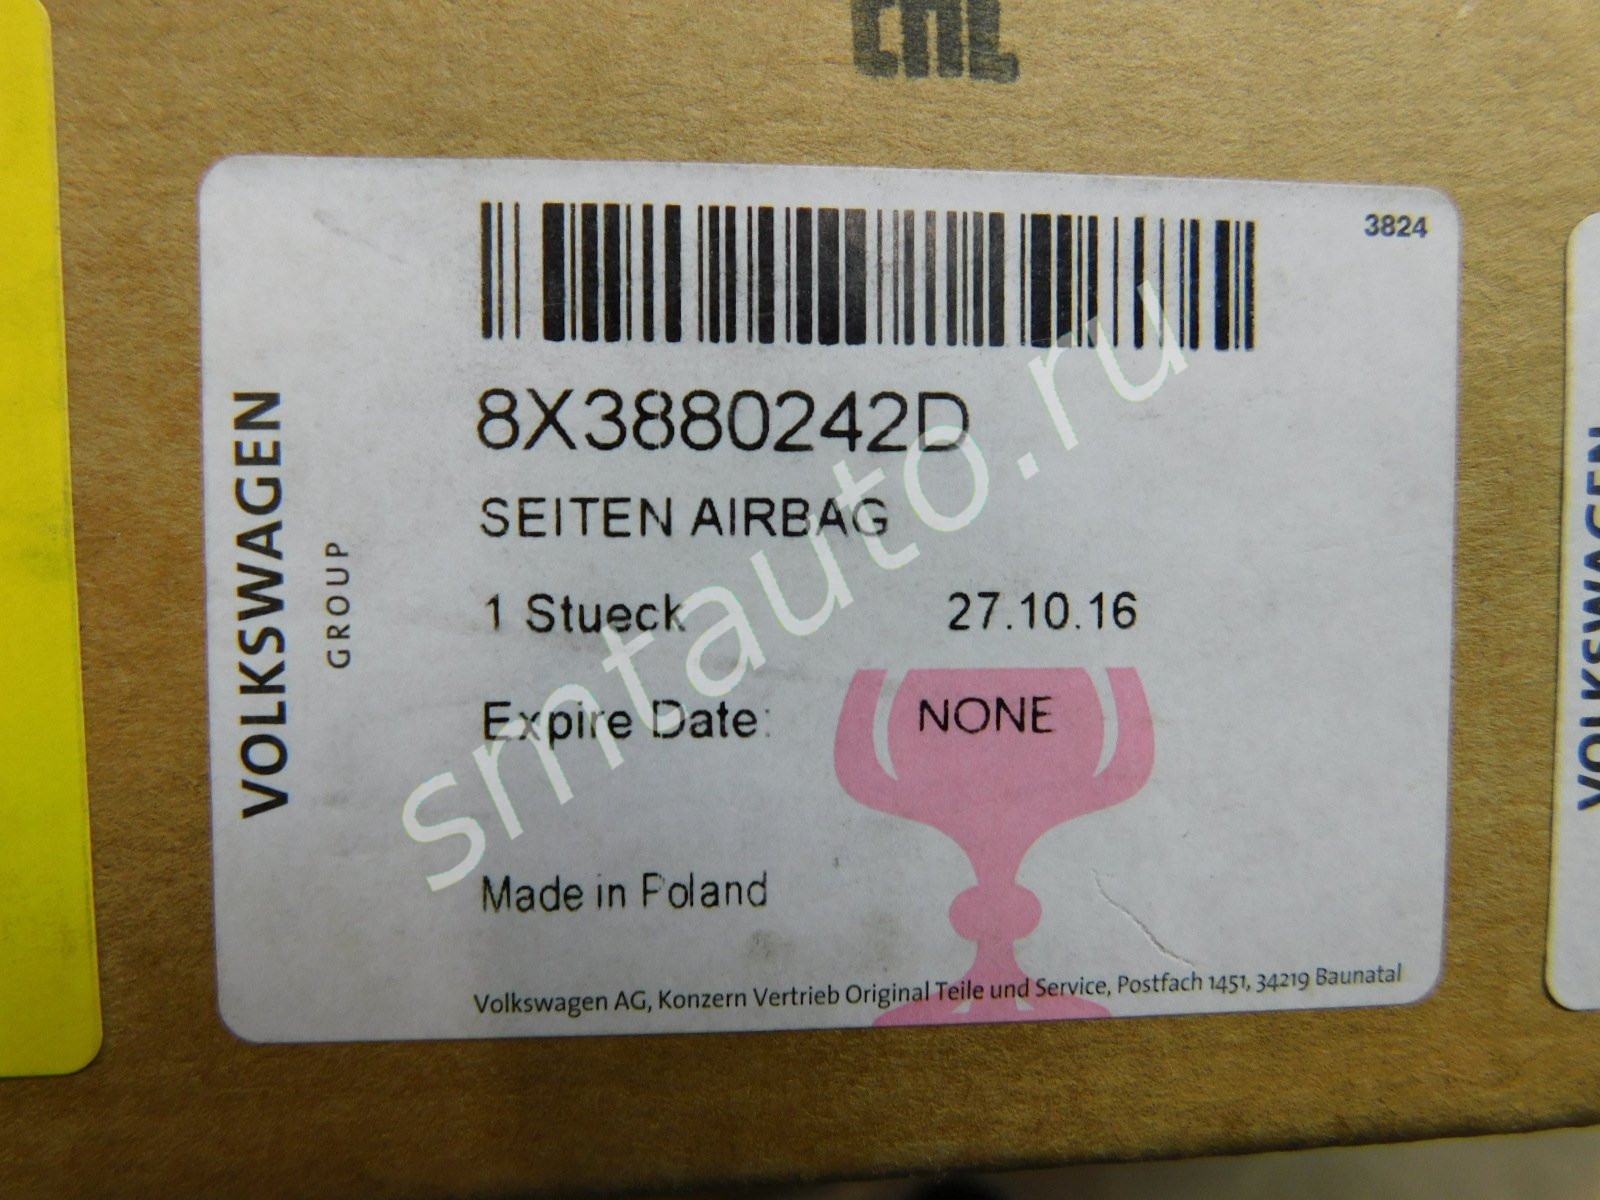 3824
8X3880242D
SEITEN AIRBAG
1 Stueck 27.10.16
Expire Date: NONE
Made in Poland
Volkswagen AG, Konzern Vertrieb Original Teile und Service, Postfach 1451, 34219 Baunatal
VOLKSWAGEN
GROUP
smtauto.ru
VOLKSWAGEN